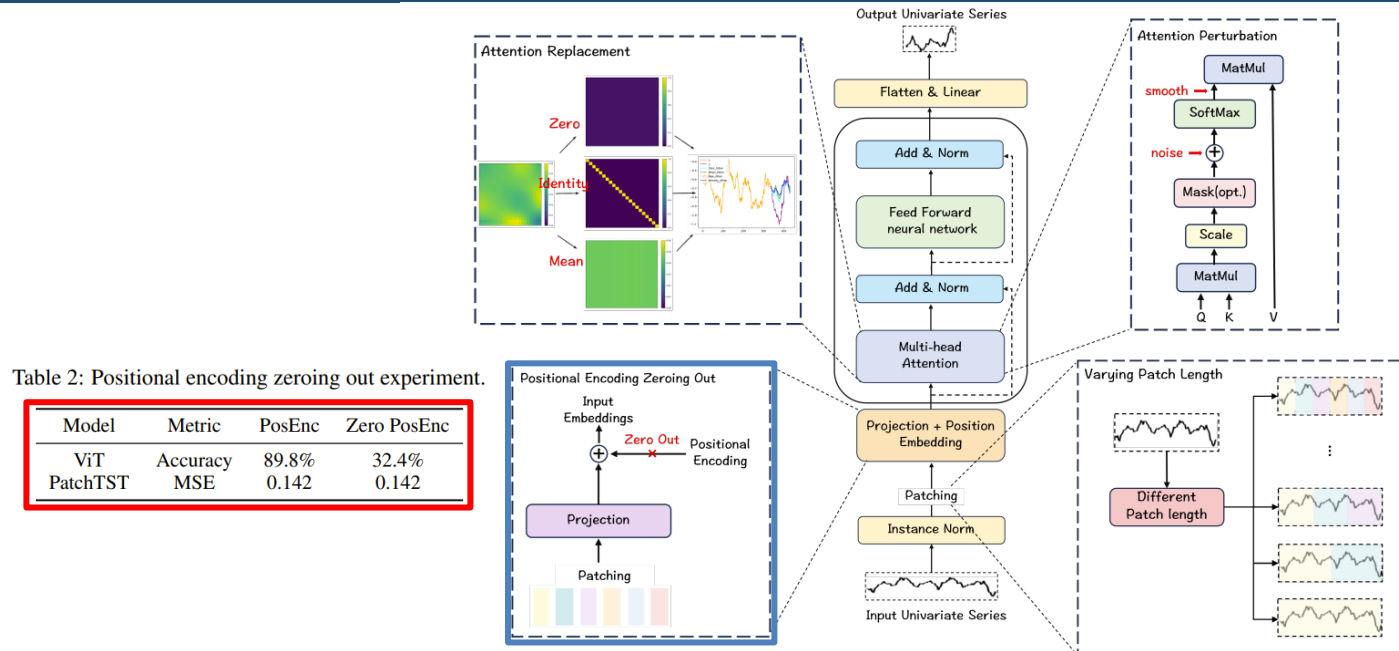 Output Univariate Series
Attention Replacement
Zero
Identity
Mean
Flatten & Linear
Add & Norm
Feed Forward
neural network
Add & Norm
Multi-head
Attention
Projection + Position
Embedding
Patching
Instance Norm
Input Univariate Series
Attention Perturbation
MatMul
smooth
SoftMax
noise
Mask(opt.)
Scale
MatMul
Q K V
Table 2: Positional encoding zeroing out experiment.
Model Metric PosEnc Zero PosEnc
ViT Accuracy 89.8% 32.4%
PatchTST MSE 0.142 0.142
Positional Encoding Zeroing Out
Input
Embeddings
Zero Out
Positional
Encoding
Projection
Patching
Varying Patch Length
Different
Patch length